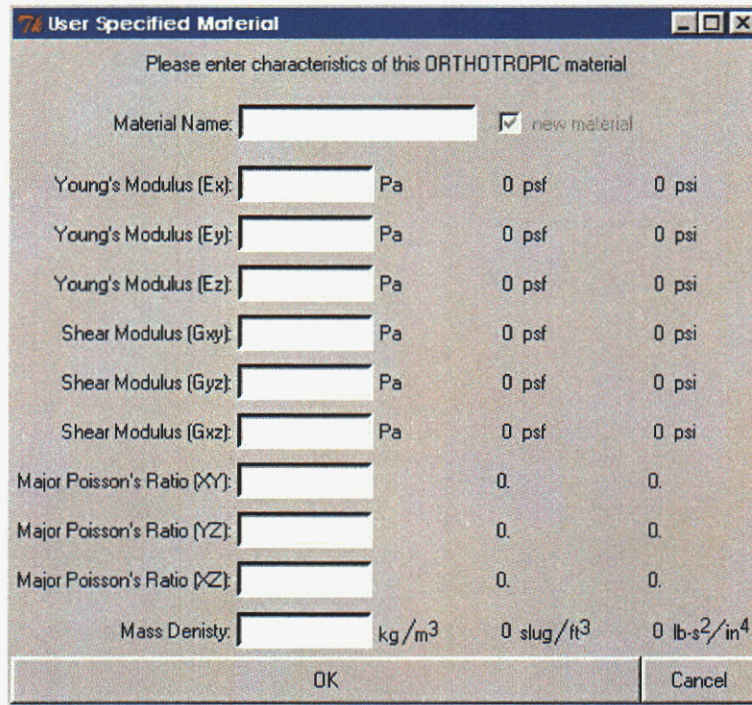 User Specified Material
Please enter characteristics of this ORTHOTROPIC material
Material Name: new material
Young's Modulus (Ex): Pa 0 psf 0 psi
Young's Modulus (Ey): Pa 0 psf 0 psi
Young's Modulus (Ez): Pa 0 psf 0 psi
Shear Modulus (Gxy): Pa 0 psf 0 psi
Shear Modulus (Gyz): Pa 0 psf 0 psi
Shear Modulus (Gxz): Pa 0 psf 0 psi
Major Poisson's Ratio (XY): 0. 0.
Major Poisson's Ratio (YZ): 0. 0.
Major Poisson's Ratio (XZ): 0. 0.
Mass Denisty: kg/m³ 0 slug/ft³ 0 lb-s²/in⁴
OK Cancel